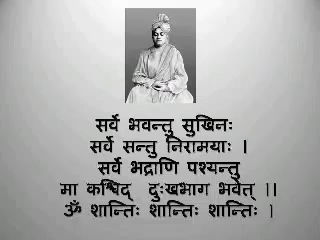 सर्वे भवन्तु सुखिनः
सर्वे सन्तु निरामयाः ।
सर्वे भद्राणि पश्यन्तु
मा कश्चिद् दुःखभाग भवेत् ।।
ॐ शान्तिः शान्तिः शान्तिः ।